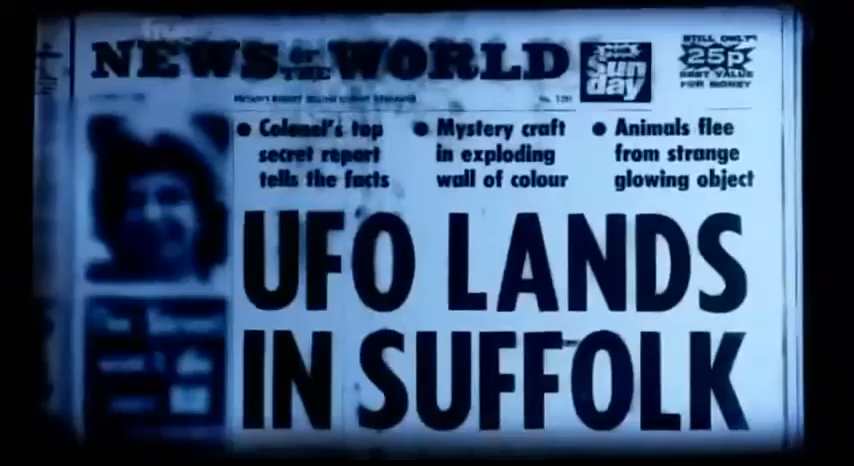 NEWS OF THE WORLD
Sunday
STILL ONLY
25p
BEST VALUE
FOR MONEY
• Colonel's top
secret report
tells the facts
• Mystery craft
in exploding
wall of colour
• Animals flee
from strange
glowing object
UFO LANDS
IN SUFFOLK